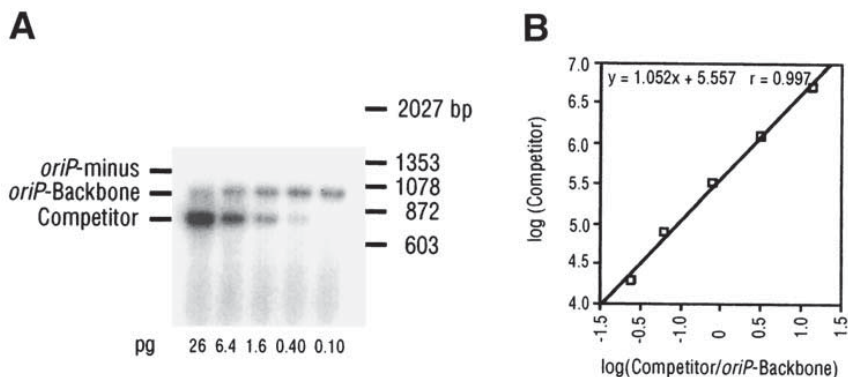 A
2027 bp
oriP-minus
1353
oriP-Backbone
1078
Competitor
872
603
pg 26 6.4 1.6 0.40 0.10
B
y = 1.052x + 5.557 r = 0.997
7.0
6.5
6.0
5.5
5.0
4.5
4.0
log (Competitor)
-1.5 -0.5 -1.0 0 0.5 1.0 1.5
log(Competitor/oriP-Backbone)